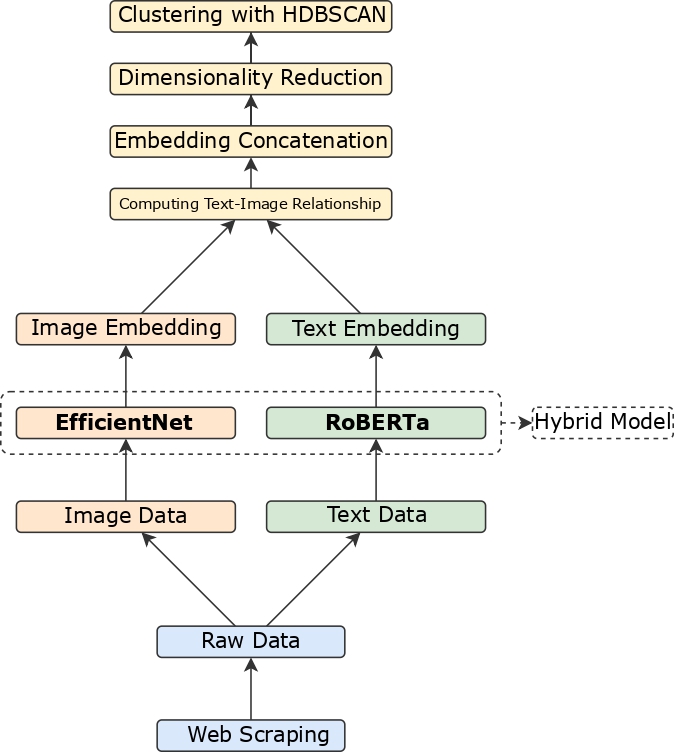 Clustering with HDBSCAN
Dimensionality Reduction
Embedding Concatenation
Computing Text-Image Relationship
Image Embedding
Text Embedding
EfficientNet
RoBERTa
Hybrid Model
Image Data
Text Data
Raw Data
Web Scraping